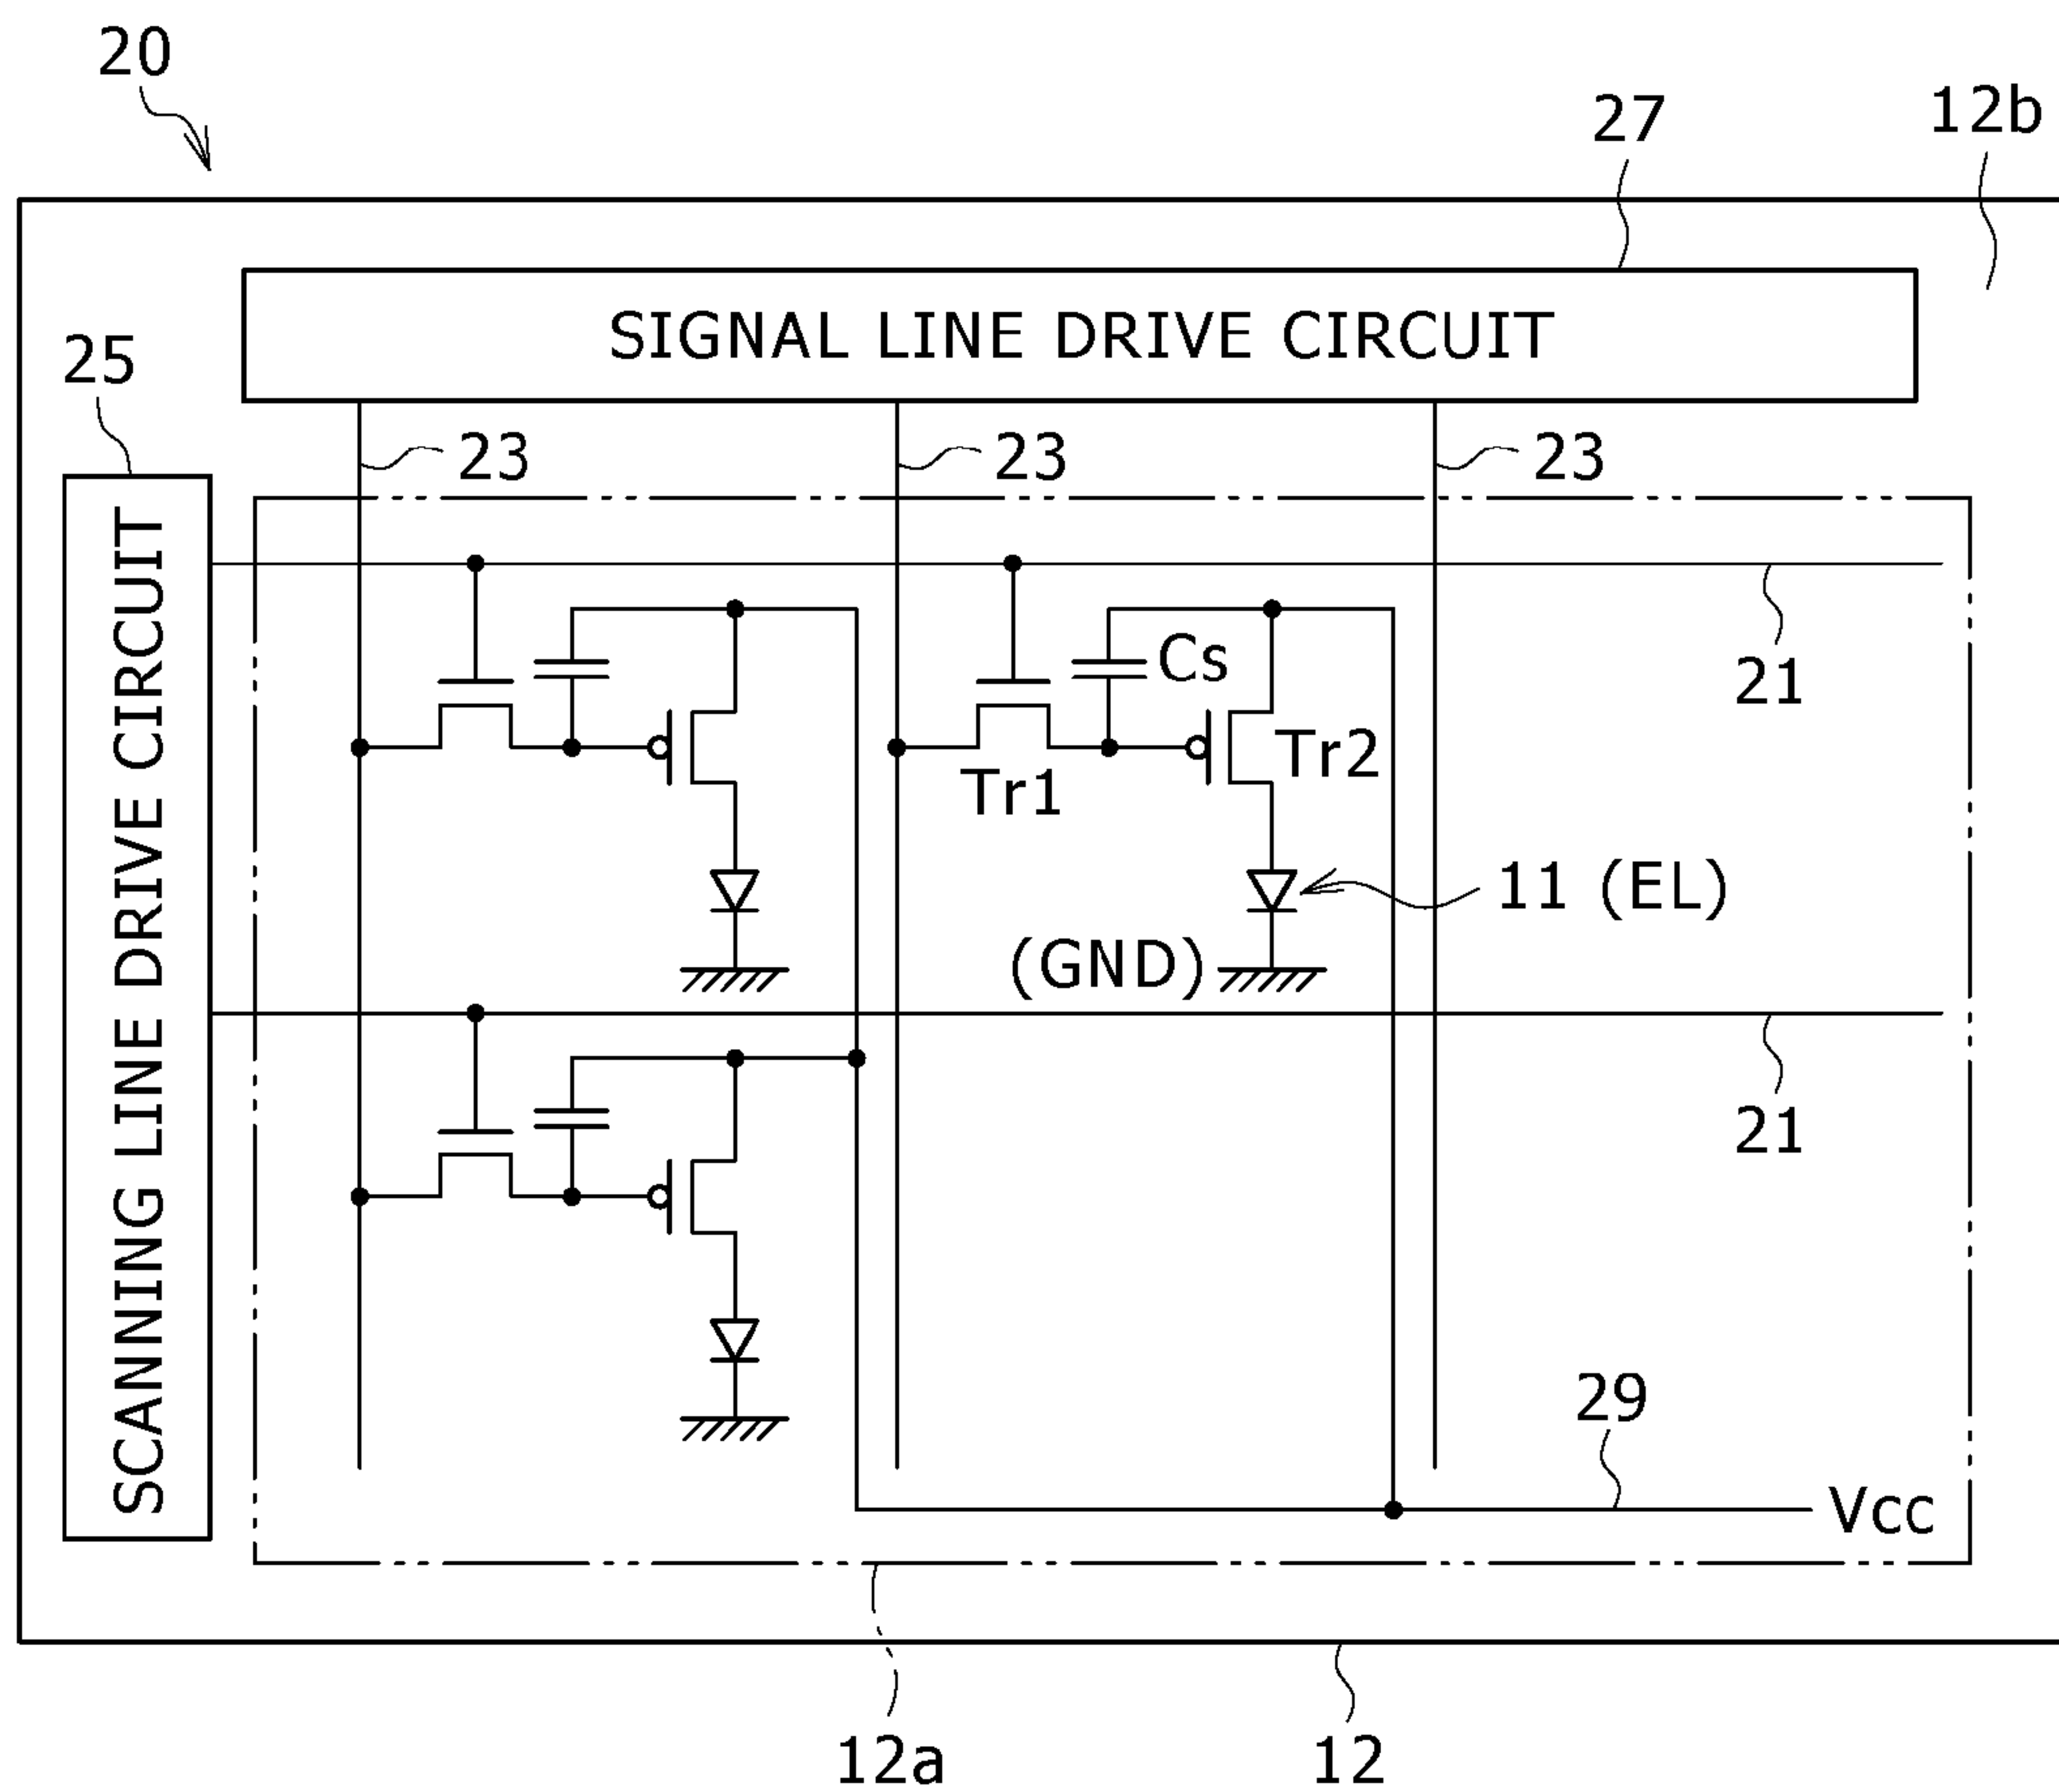 20
27
12b
SIGNAL LINE DRIVE CIRCUIT
25
23
23
23
SCANNING LINE DRIVE CIRCUIT
Cs
21
Tr2
Tr1
11 (EL)
(GND)
21
29
Vcc
12a
12